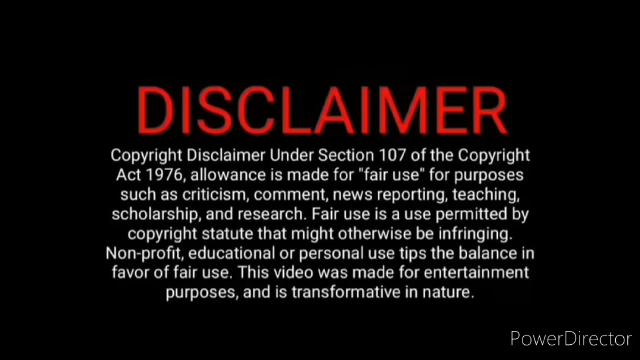 DISCLAIMER
Copyright Disclaimer Under Section 107 of the Copyright
Act 1976, allowance is made for "fair use" for purposes
such as criticism, comment, news reporting, teaching,
scholarship, and research. Fair use is a use permitted by
copyright statute that might otherwise be infringing.
Non-profit, educational or personal use tips the balance in
favor of fair use. This video was made for entertainment
purposes, and is transformative in nature.
PowerDirector